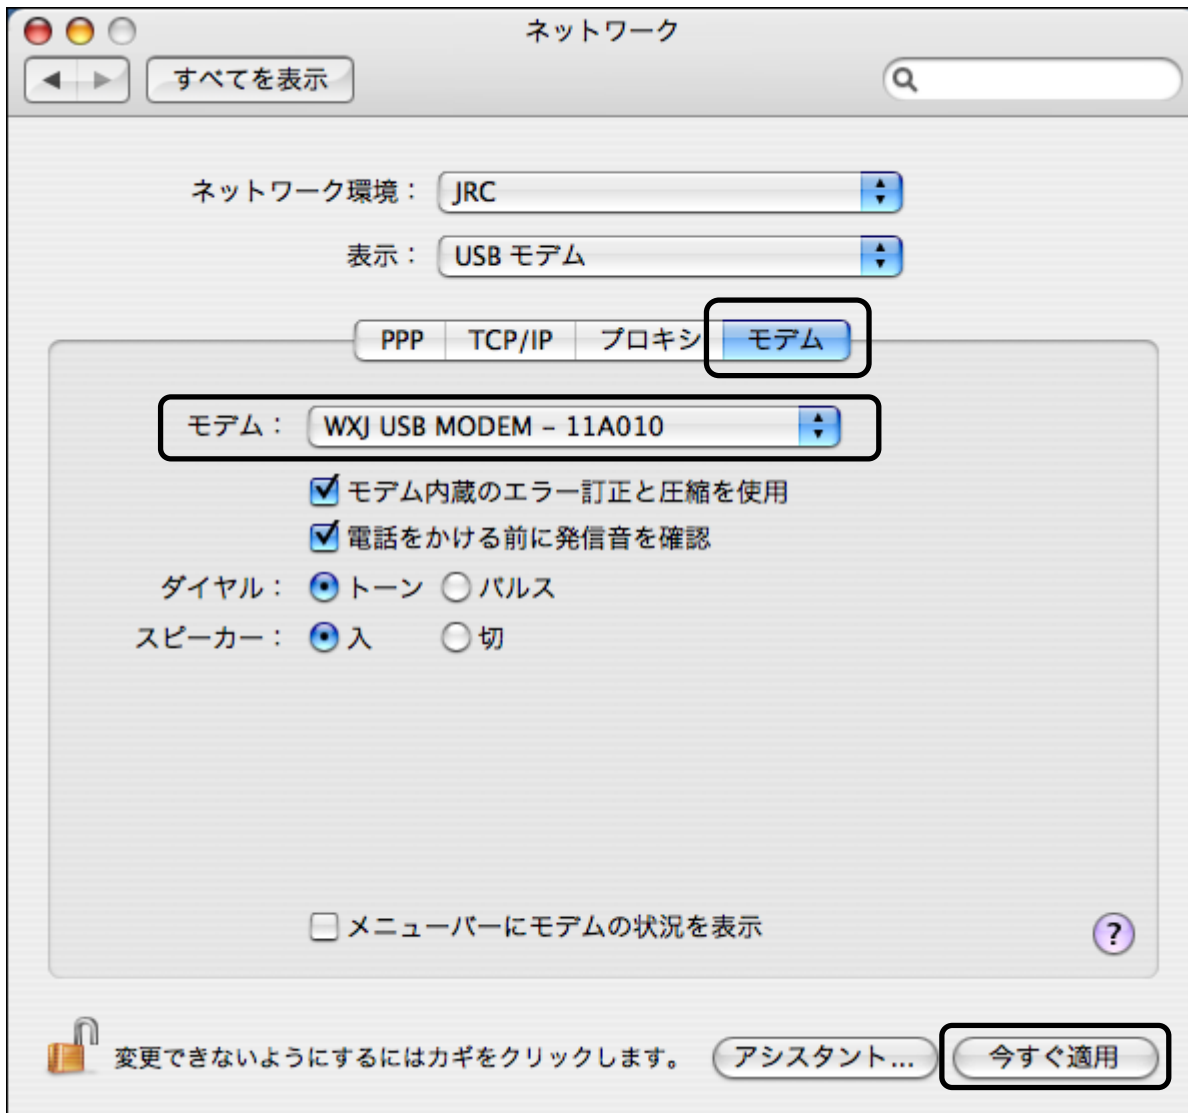 ネットワーク
すべてを表示
ネットワーク環境： JRC
表示： USB モデム
PPP TCP/IP プロキシ モデム
モデム： WXJ USB MODEM – 11A010
モデム内蔵のエラー訂正と圧縮を使用
電話をかける前に発信音を確認
ダイヤル： トーン パルス
スピーカー： 入 切
メニューバーにモデムの状況を表示
?
変更できないようにするにはカギをクリックします。 アシスタント... 今すぐ適用